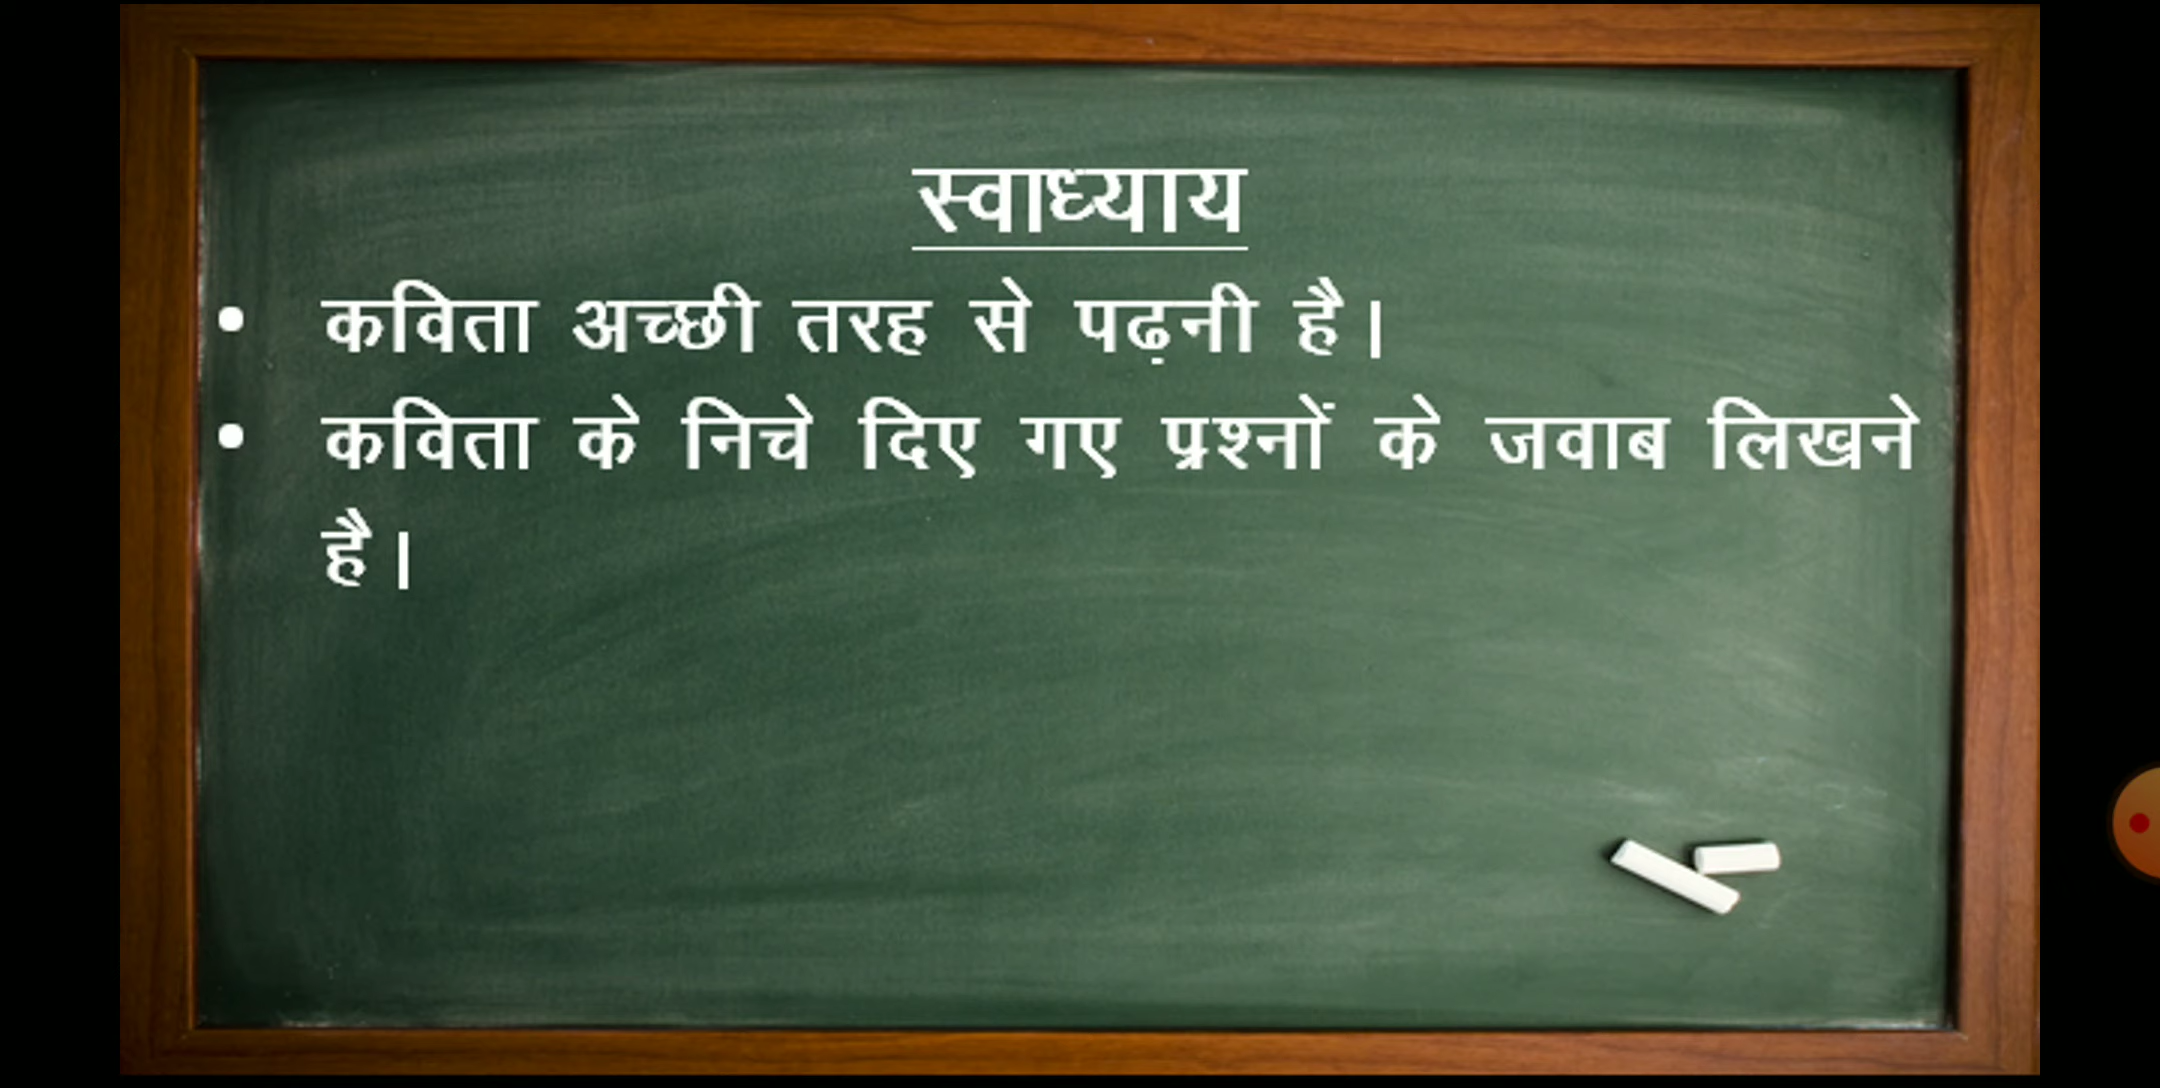 स्वाध्याय
• कविता अच्छी तरह से पढ़नी है।
• कविता के निचे दिए गए प्रश्नों के जवाब लिखने
है।